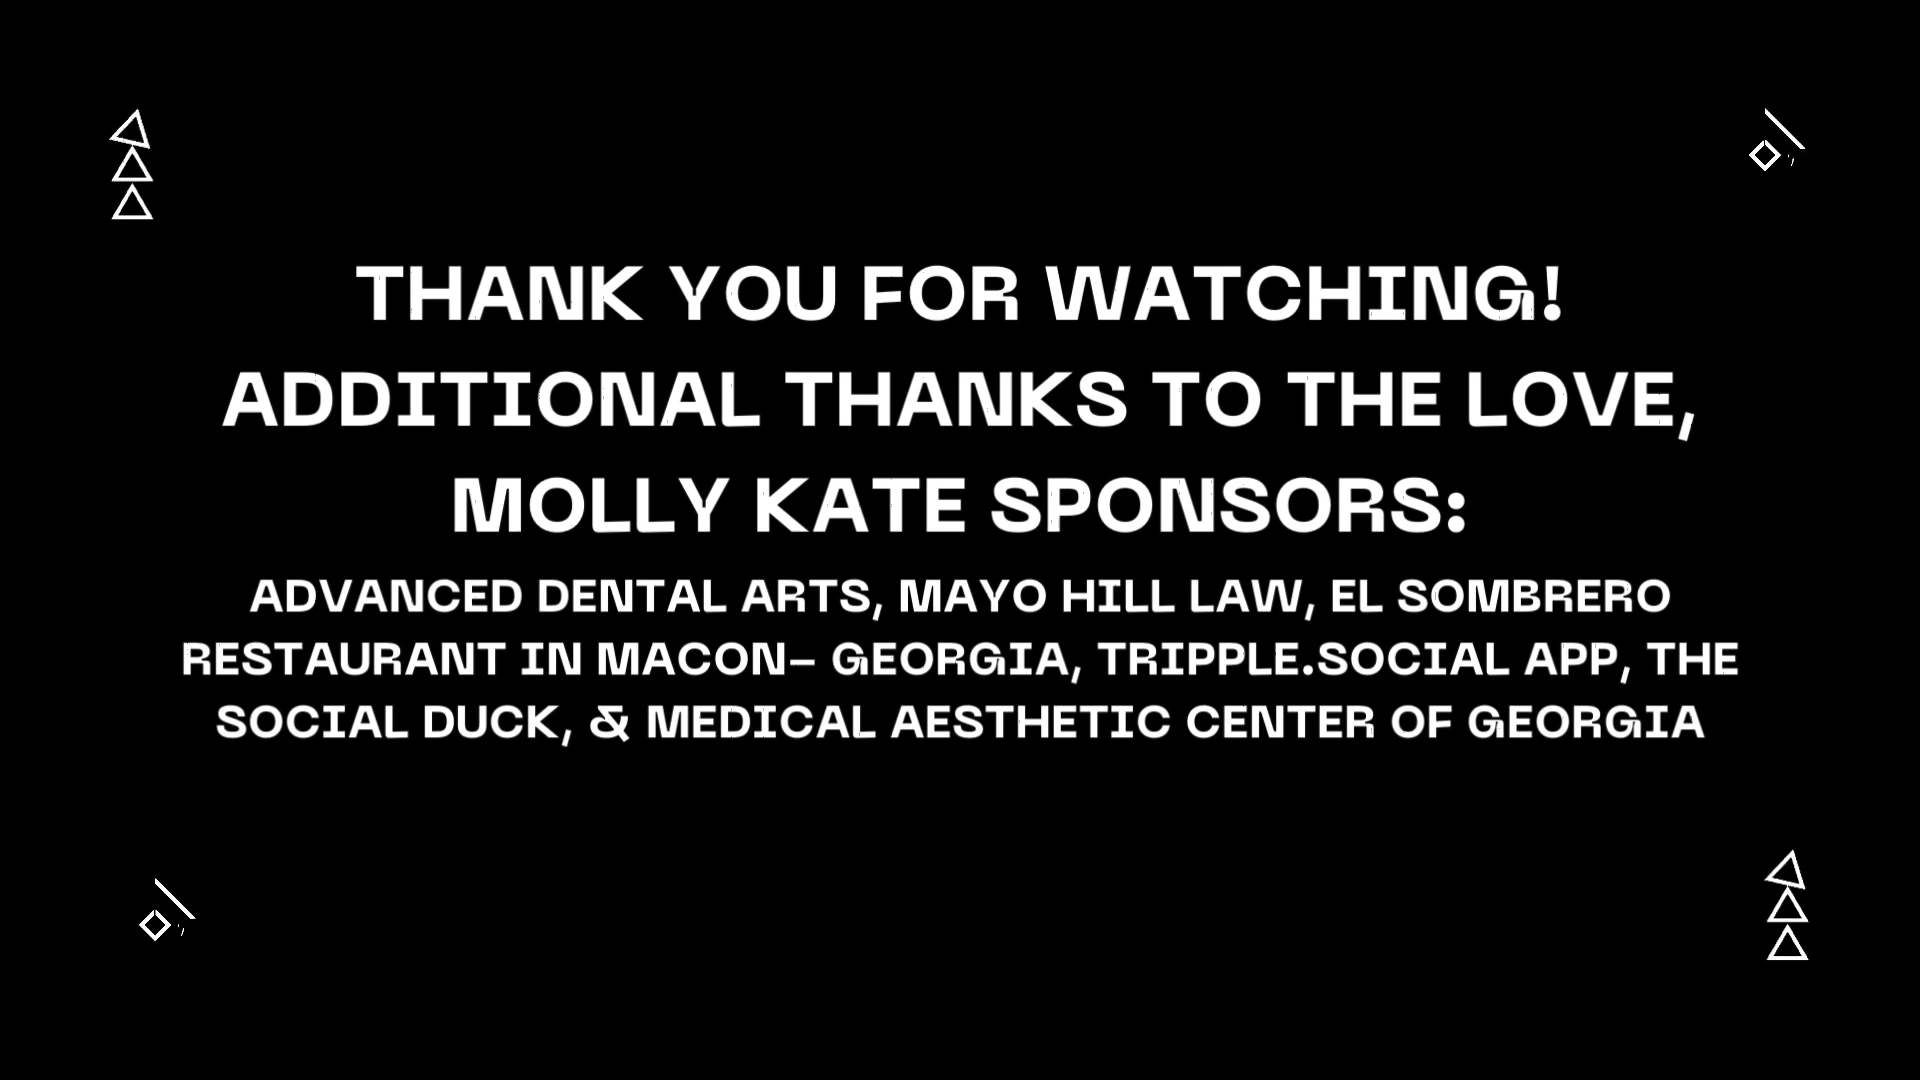 THANK YOU FOR WATCHING!
ADDITIONAL THANKS TO THE LOVE,
MOLLY KATE SPONSORS:
ADVANCED DENTAL ARTS, MAYO HILL LAW, EL SOMBRERO
RESTAURANT IN MACON– GEORGIA, TRIPPLE.SOCIAL APP, THE
SOCIAL DUCK, & MEDICAL AESTHETIC CENTER OF GEORGIA